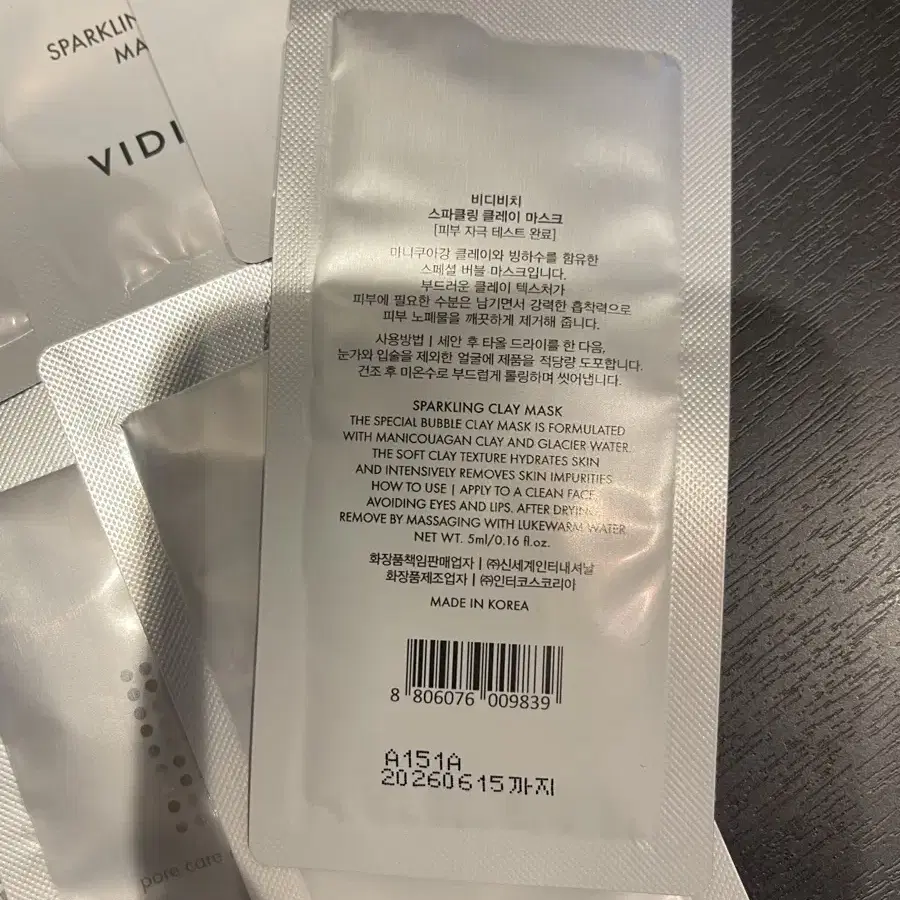 SPARKLIN
MA
VIDI
비디비치
스파클링 클레이 마스크
[피부 자극 테스트 완료]
마니쿠아강 클레이와 빙하수를 함유한
스페셜 버블 마스크입니다.
부드러운 클레이 텍스처가
피부에 필요한 수분은 남기면서 강력한 흡착력으로
피부 노폐물을 깨끗하게 제거해 줍니다.
사용방법 | 세안 후 타올 드라이를 한 다음,
눈가와 입술을 제외한 얼굴에 제품을 적당량 도포합니다.
건조 후 미온수로 부드럽게 롤링하며 씻어냅니다.
SPARKLING CLAY MASK
THE SPECIAL BUBBLE CLAY MASK IS FORMULATED
WITH MANICOUAGAN CLAY AND GLACIER WATER.
THE SOFT CLAY TEXTURE HYDRATES SKIN
AND INTENSIVELY REMOVES SKIN IMPURITIES.
HOW TO USE | APPLY TO A CLEAN FACE
AVOIDING EYES AND LIPS. AFTER DRYING
REMOVE BY MASSAGING WITH LUKEWARM WATER
NET WT. 5ml/0.16 fl.oz.
화장품책임판매업자 | ㈜신세계인터내셔날
화장품제조업자 | ㈜인터코스코리아
MADE IN KOREA
8 806076 009839
A151A
20260615까지
pore care